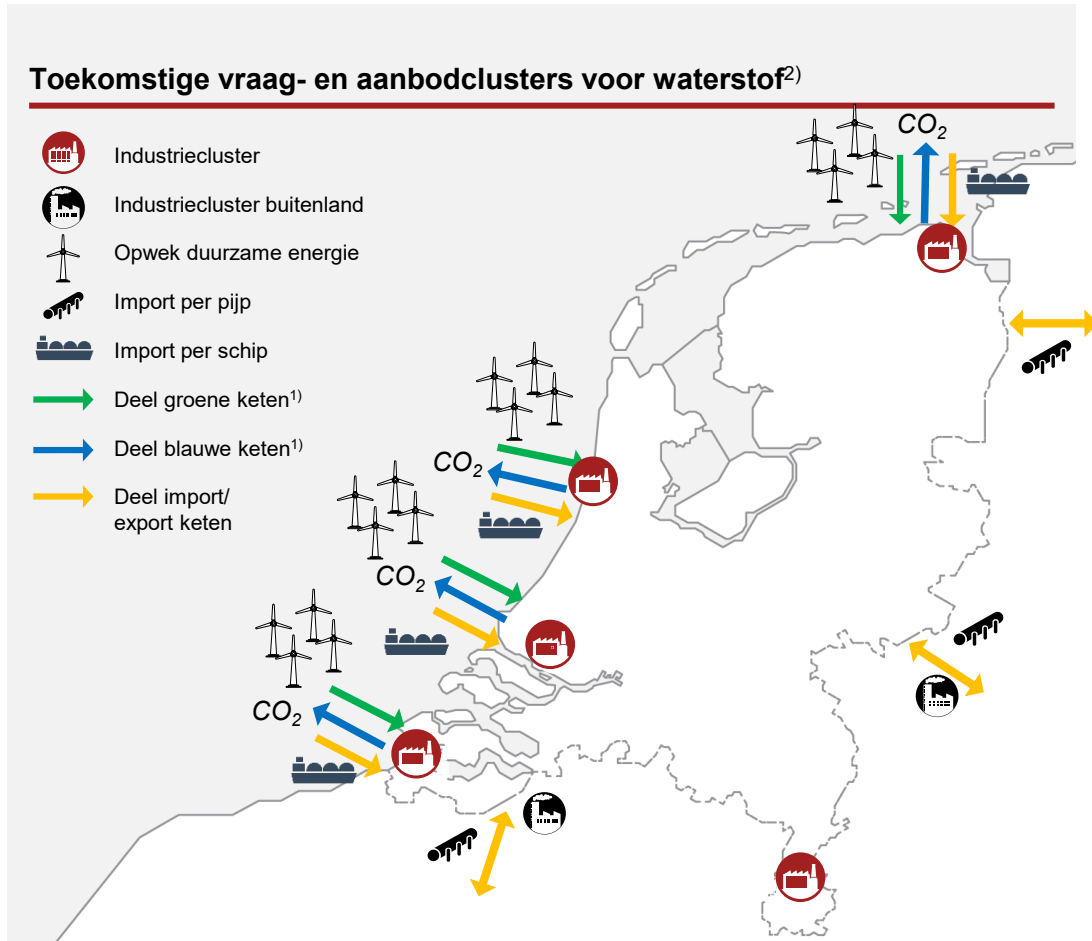 Toekomstige vraag- en aanbodclusters voor waterstof2)
Industriecluster
Industriecluster buitenland
Opwek duurzame energie
Import per pijp
Import per schip
Deel groene keten1)
Deel blauwe keten1)
Deel import/
export keten
CO2
CO2
CO2
CO2